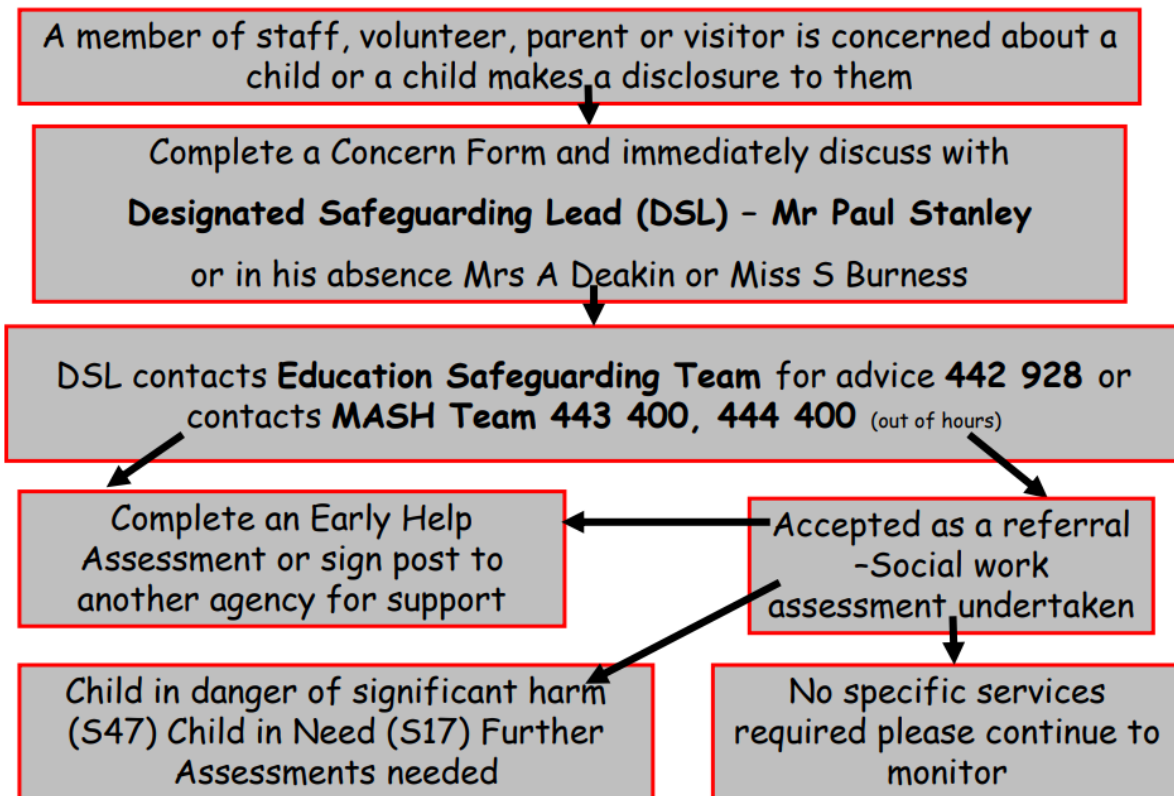 A member of staff, volunteer, parent or visitor is concerned about a
child or a child makes a disclosure to them
Complete a Concern Form and immediately discuss with
Designated Safeguarding Lead (DSL) – Mr Paul Stanley
or in his absence Mrs A Deakin or Miss S Burness
DSL contacts Education Safeguarding Team for advice 442 928 or
contacts MASH Team 443 400, 444 400 (out of hours)
Complete an Early Help
Assessment or sign post to
another agency for support
Accepted as a referral
–Social work
assessment undertaken
Child in danger of significant harm
(S47) Child in Need (S17) Further
Assessments needed
No specific services
required please continue to
monitor